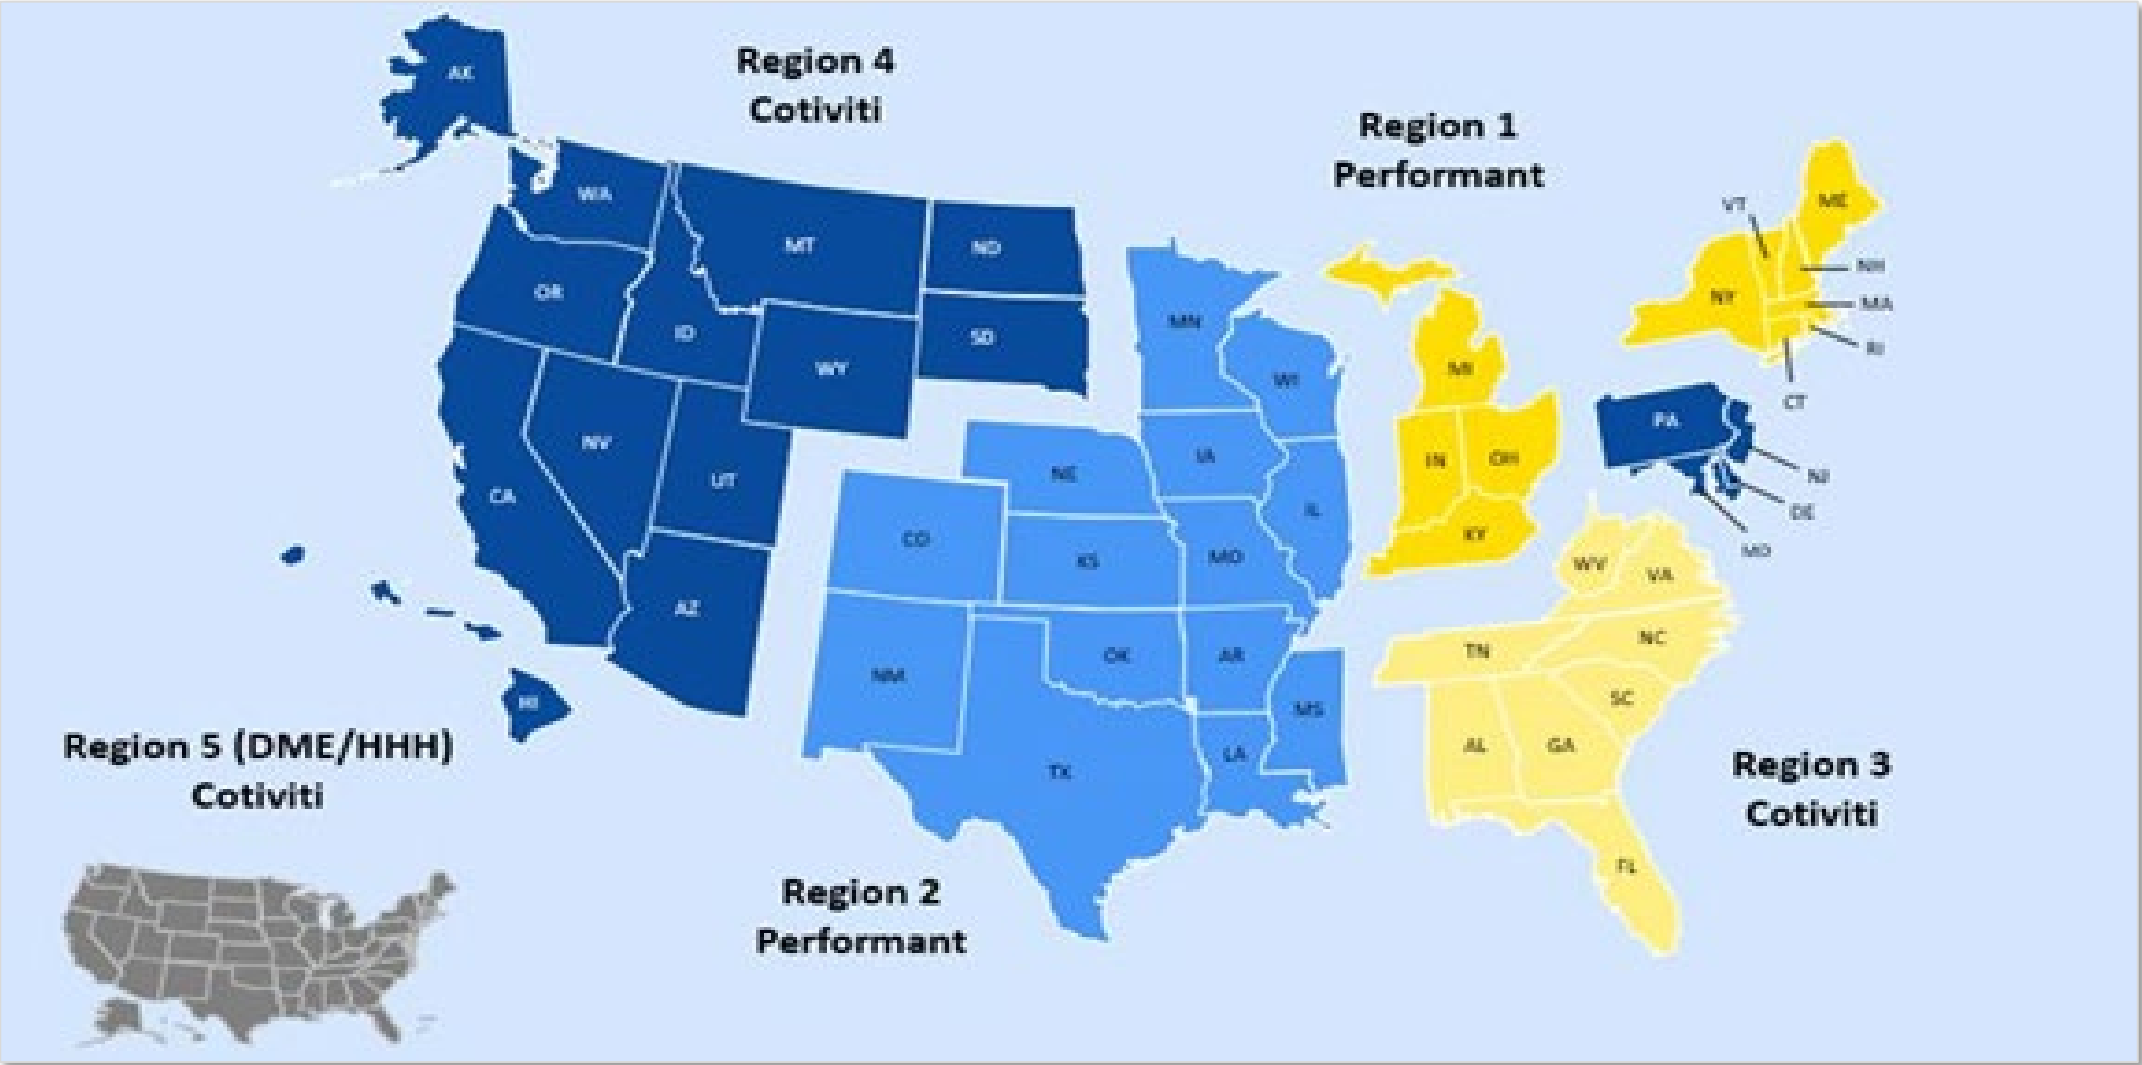 Region 4
Cotiviti
Region 1
Performant
AK
WA
MT
ND
OR
ID
SD
WY
NV
UT
CA
AZ
HI
MN
WI
IA
NE
IL
CO
KS
MO
OK
AR
NM
MS
LA
TX
MI
IN
OH
KY
VT
ME
NH
NY
MA
RI
CT
PA
NJ
DE
MD
WV
VA
NC
TN
SC
AL
GA
FL
Region 5 (DME/HHH)
Cotiviti
Region 3
Cotiviti
Region 2
Performant